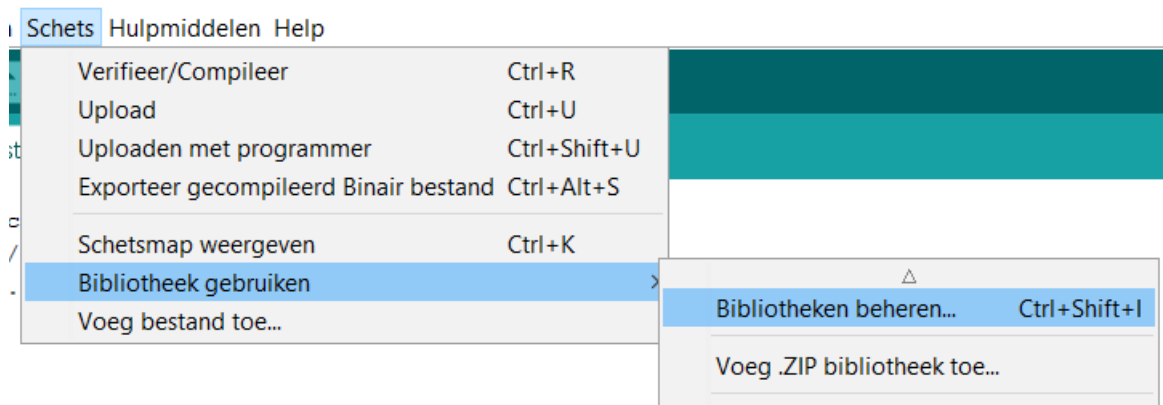 Schets Hulpmiddelen Help
Verifieer/Compileer Ctrl+R
Upload Ctrl+U
Uploaden met programmer Ctrl+Shift+U
Exporteer gecompileerd Binair bestand Ctrl+Alt+S
Schetsmap weergeven Ctrl+K
Bibliotheek gebruiken
Voeg bestand toe...
Bibliotheken beheren... Ctrl+Shift+I
Voeg .ZIP bibliotheek toe...